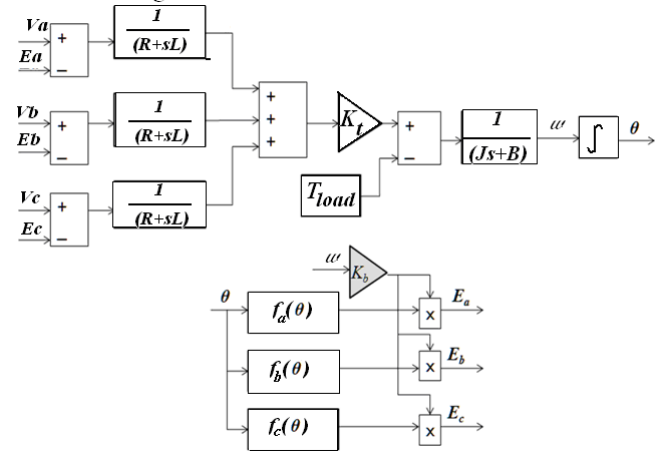 Va
+
Ea
−
1
(R+sL)
Vb
+
Eb
−
1
(R+sL)
Vc
+
Ec
−
1
(R+sL)
+
+
+
Kt
+
−
Tload
1
(Js+B)
w
∫
θ
w
Kb
θ
fa(θ)
x
Ea
fb(θ)
x
Eb
fc(θ)
x
Ec